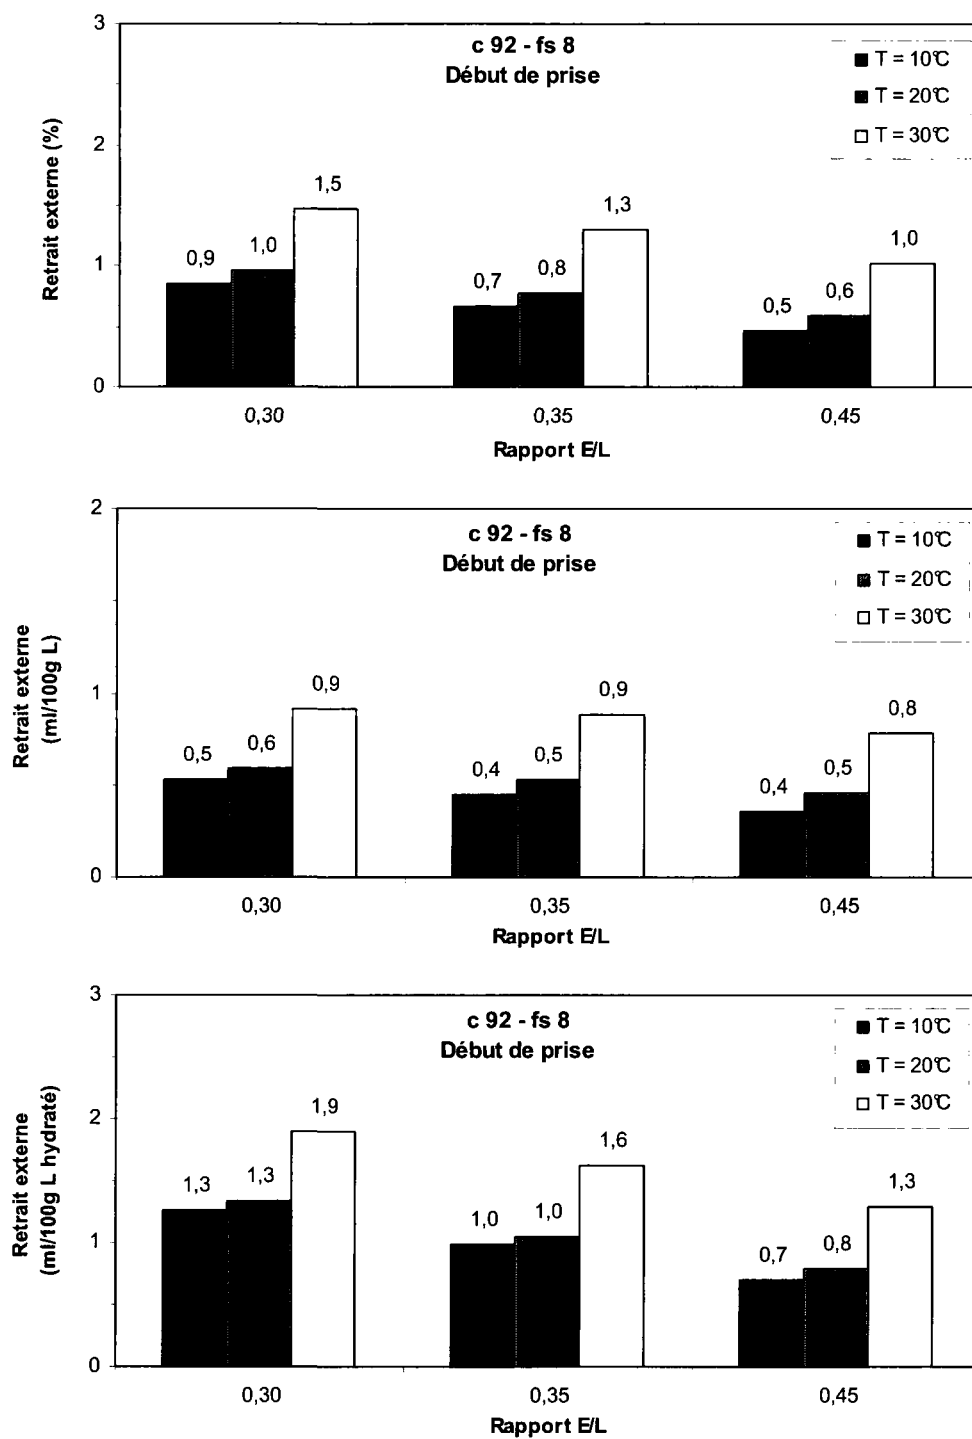 3
c 92 - fs 8
Début de prise
T = 10°C
T = 20°C
T = 30°C
Retrait externe (%)
2
1
0
0,9
1,0
1,5
0,7
0,8
1,3
0,5
0,6
1,0
0,30
0,35
0,45
Rapport E/L
2
c 92 - fs 8
Début de prise
T = 10°C
T = 20°C
T = 30°C
Retrait externe
(ml/100g L)
1
0
0,5
0,6
0,9
0,4
0,5
0,9
0,4
0,5
0,8
0,30
0,35
0,45
Rapport E/L
3
c 92 - fs 8
Début de prise
T = 10°C
T = 20°C
T = 30°C
Retrait externe
(ml/100g L hydraté)
2
1
0
1,3
1,3
1,9
1,0
1,0
1,6
0,7
0,8
1,3
0,30
0,35
0,45
Rapport E/L